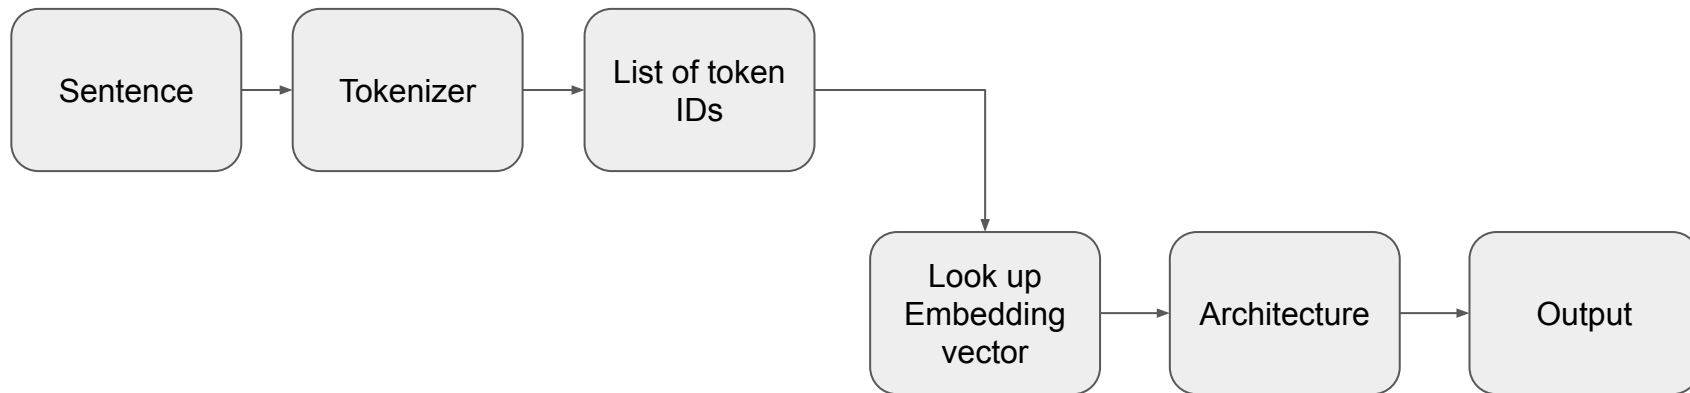 Sentence
Tokenizer
List of token
IDs
Look up
Embedding
vector
Architecture
Output